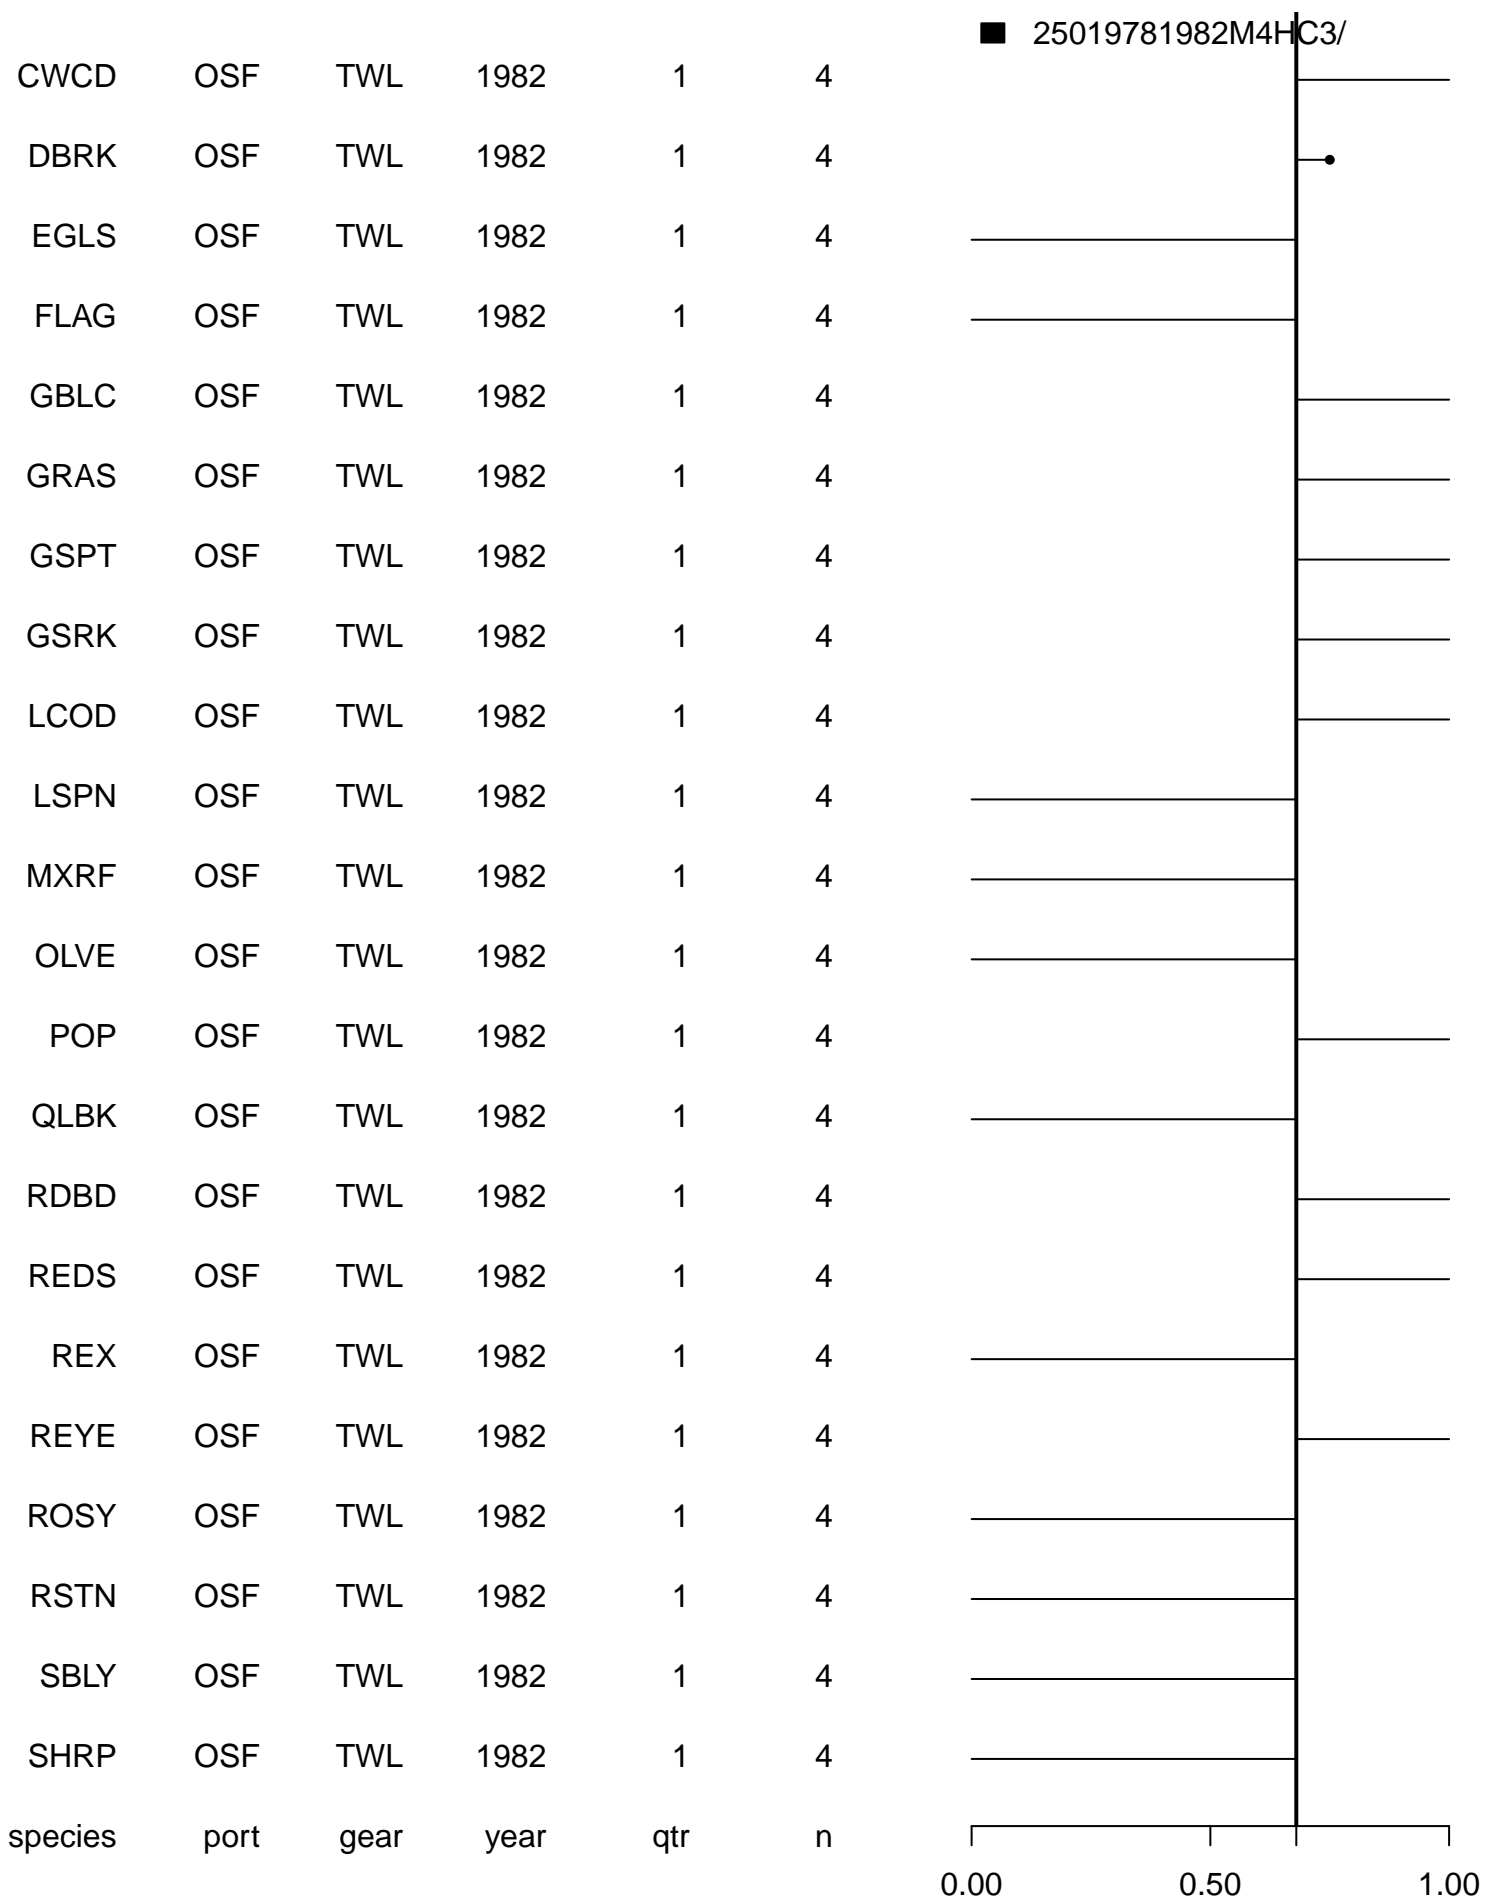 25019781982M4HC3/
CWCD OSF TWL 1982 1 4
DBRK OSF TWL 1982 1 4
EGLS OSF TWL 1982 1 4
FLAG OSF TWL 1982 1 4
GBLC OSF TWL 1982 1 4
GRAS OSF TWL 1982 1 4
GSPT OSF TWL 1982 1 4
GSRK OSF TWL 1982 1 4
LCOD OSF TWL 1982 1 4
LSPN OSF TWL 1982 1 4
MXRF OSF TWL 1982 1 4
OLVE OSF TWL 1982 1 4
POP OSF TWL 1982 1 4
QLBK OSF TWL 1982 1 4
RDBD OSF TWL 1982 1 4
REDS OSF TWL 1982 1 4
REX OSF TWL 1982 1 4
REYE OSF TWL 1982 1 4
ROSY OSF TWL 1982 1 4
RSTN OSF TWL 1982 1 4
SBLY OSF TWL 1982 1 4
SHRP OSF TWL 1982 1 4
species port gear year qtr n
0.00 0.50 1.00